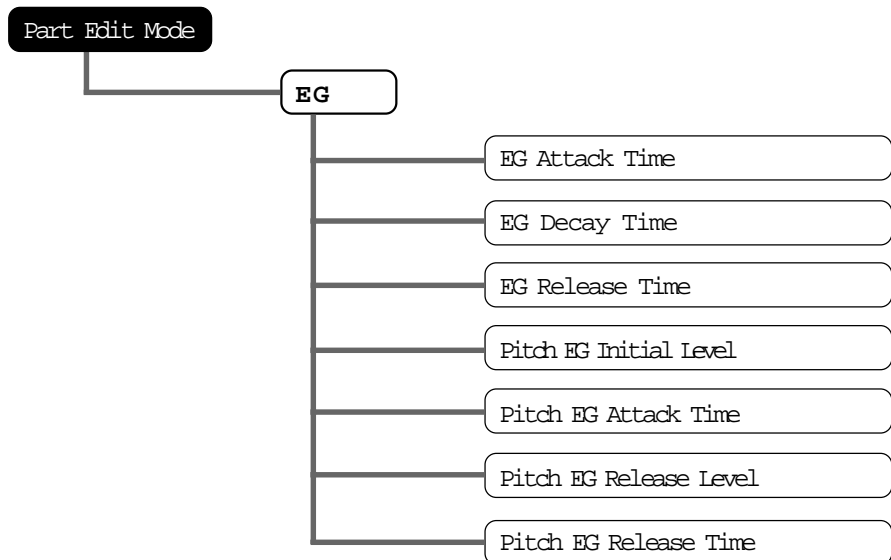 Part Edit Mode
EG
EG Attack Time
EG Decay Time
EG Release Time
Pitch EG Initial Level
Pitch EG Attack Time
Pitch EG Release Level
Pitch EG Release Time